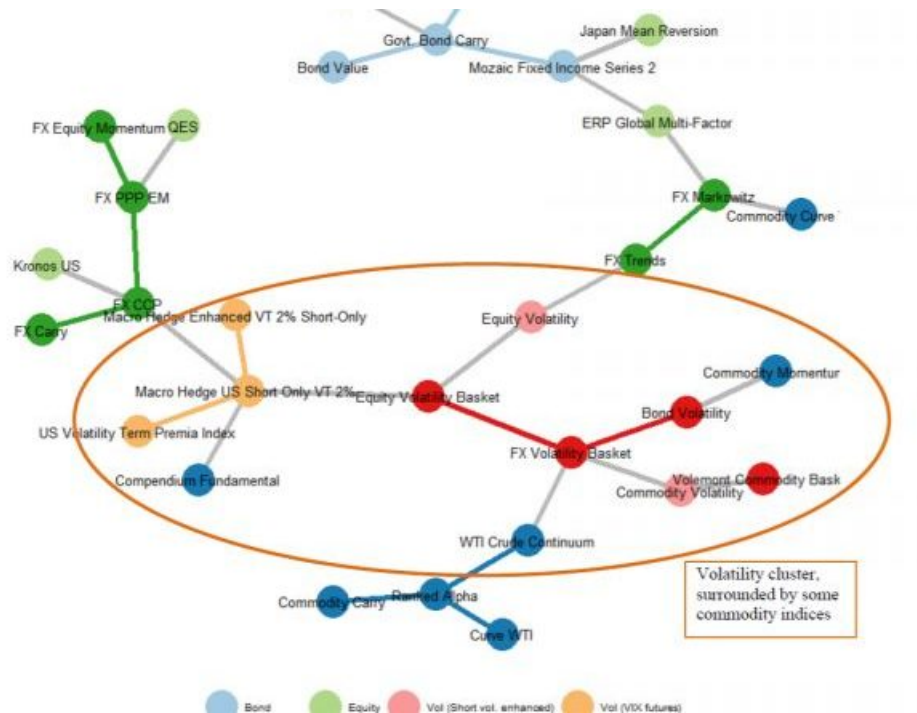 Japan Mean Reversion
Govt. Bond Carry
Bond Value
Mozaic Fixed Income Series 2
FX Equity Momentum
QES
ERP Global Multi-Factor
FX PPP EM
FX Markowitz
Commodity Curve
Kronos US
FX Trends
FX CCP
Macro Hedge Enhanced VT 2% Short-Only
Equity Volatility
FX Carry
Commodity Momentur
Macro Hedge US Short Only VT 2%
Equity Volatility Basket
Bond Volatility
US Volatility Term Premia Index
FX Volatility Basket
Compendium Fundamental
Volemont Commodity Bask
Commodity Volatility
WTI Crude Continuum
Volatility cluster,
surrounded by some
commodity indices
Commodity Carry
Ranked Alpha
Curve WTI
Bond
Equity
Vol (Short vol. enhanced)
Vol (VIX futures)